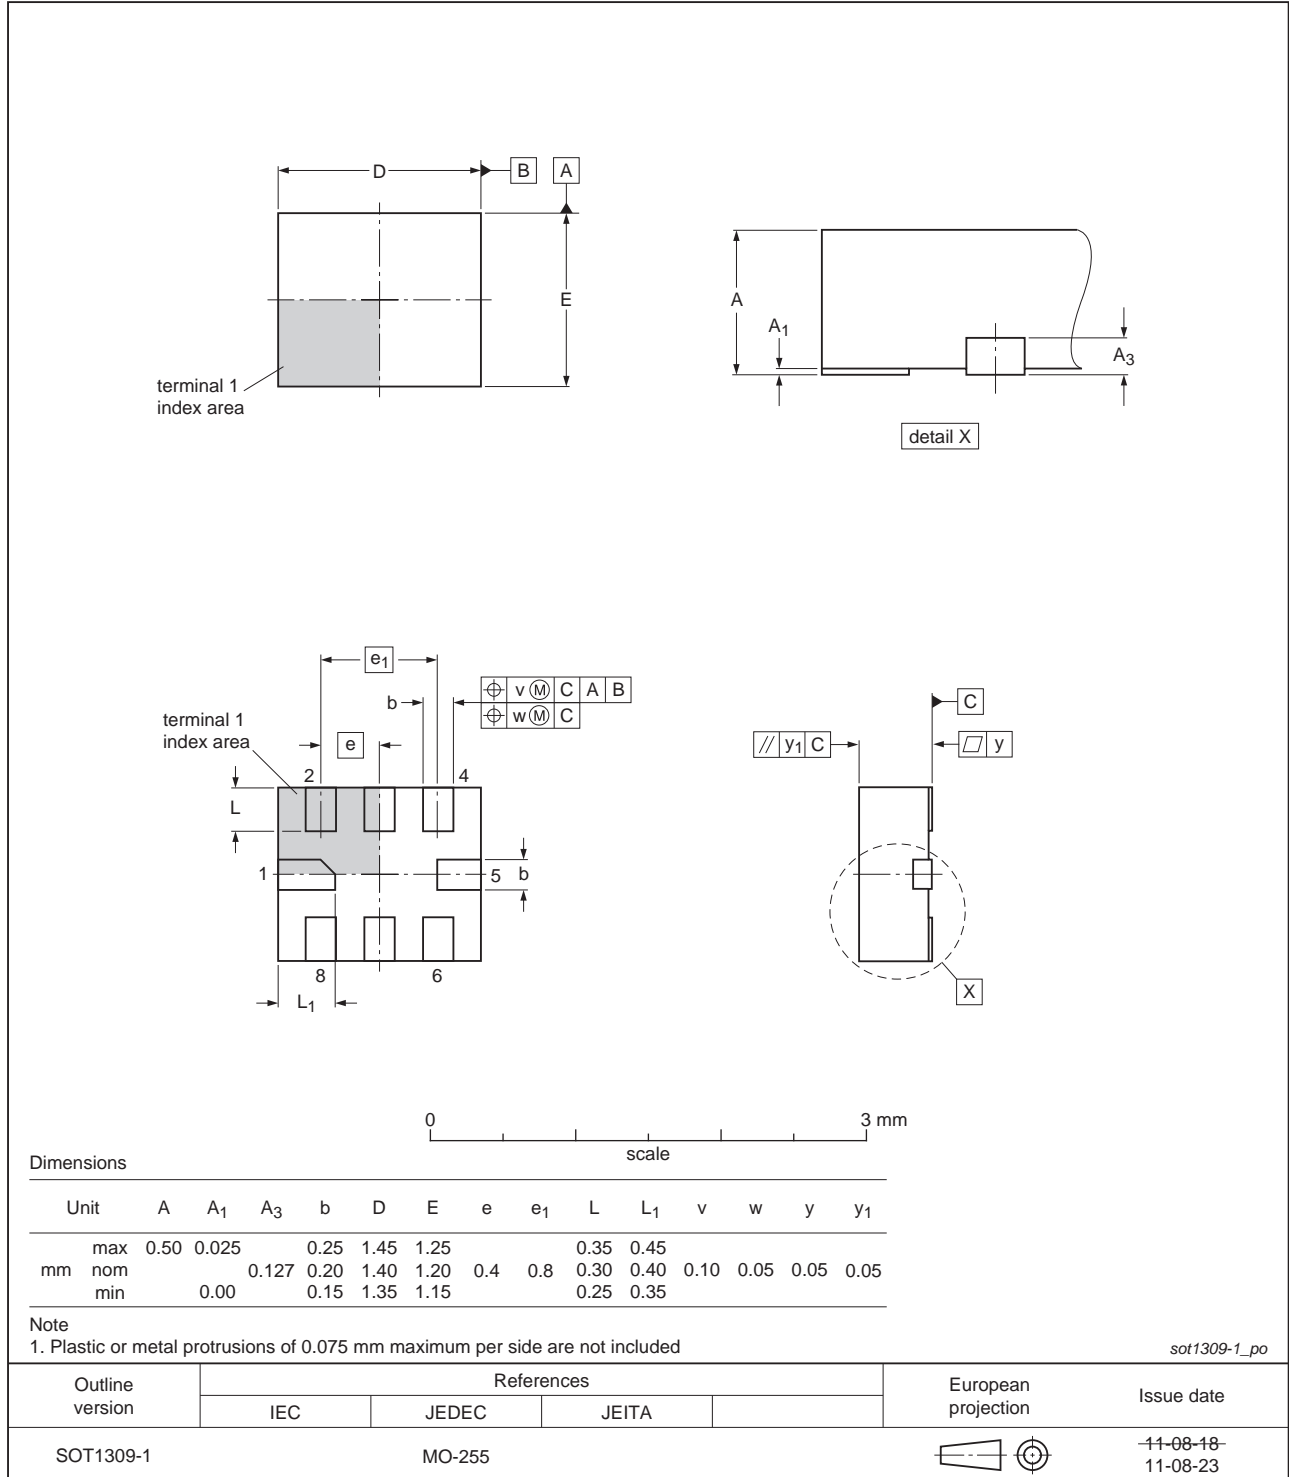 D
B
A
E
terminal 1
index area
A
A1
A3
detail X
e1
b
v M C A B
w M C
terminal 1
index area
e
2
4
L
1
5
b
8
6
L1
C
// y1 C
y
X
0
3 mm
scale
Dimensions
Unit A A1 A3 b D E e e1 L L1 v w y y1
max 0.50 0.025 0.25 1.45 1.25 0.35 0.45
mm nom 0.127 0.20 1.40 1.20 0.4 0.8 0.30 0.40 0.10 0.05 0.05 0.05
min 0.00 0.15 1.35 1.15 0.25 0.35
Note
1. Plastic or metal protrusions of 0.075 mm maximum per side are not included
sot1309-1_po
Outline version
References
IEC JEDEC JEITA
European projection
Issue date
SOT1309-1
MO-255
11-08-18
11-08-23